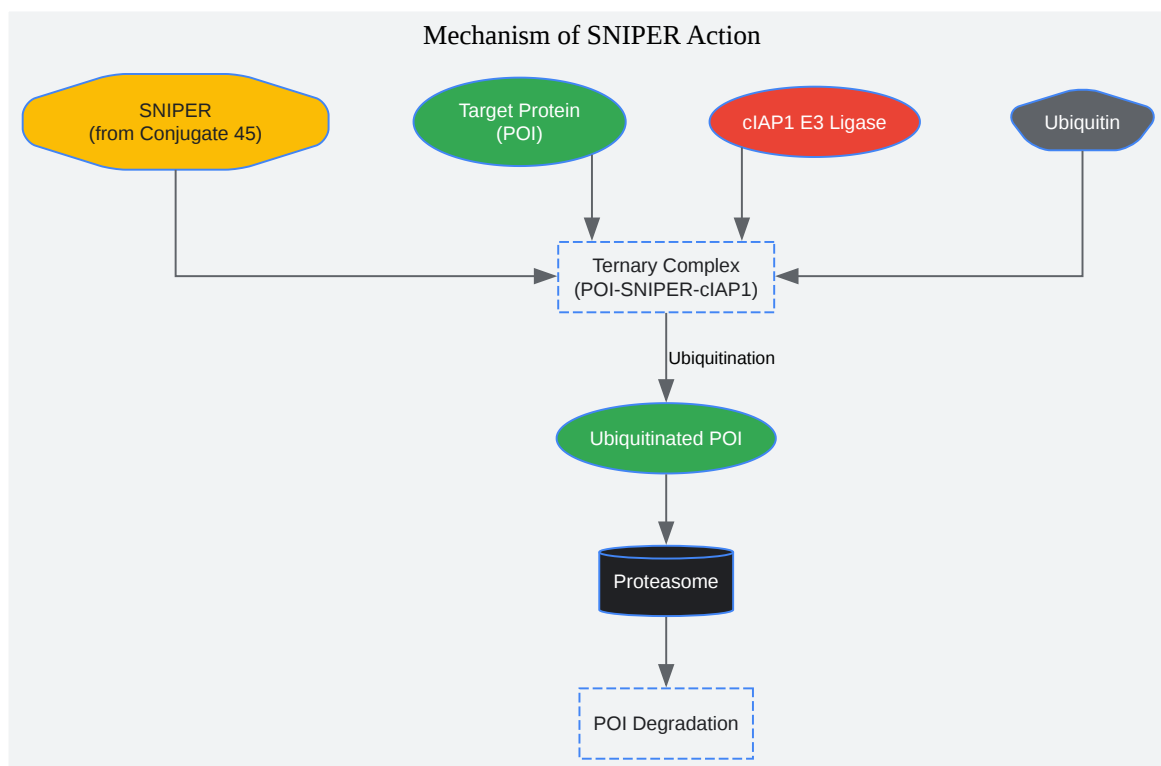 Mechanism of SNIPER Action
SNIPER
(from Conjugate 45)
Target Protein
(POI)
cIAP1 E3 Ligase
Ubiquitin
Ternary Complex
(POI-SNIPER-cIAP1)
Ubiquitination
Ubiquitinated POI
Proteasome
POI Degradation